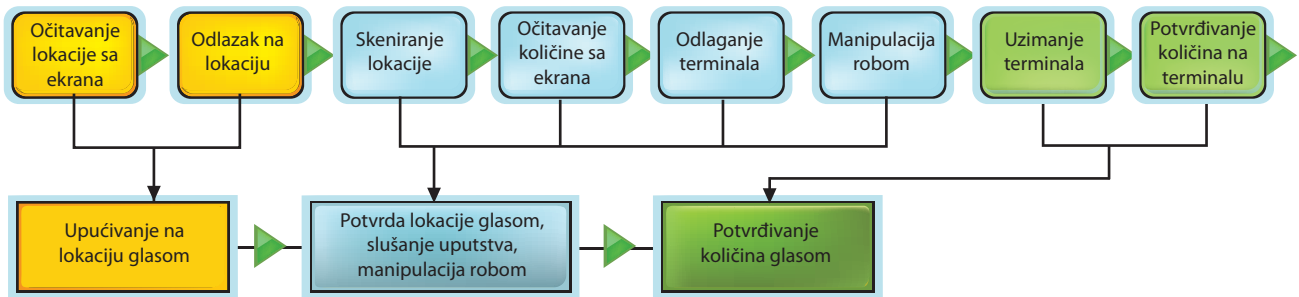 Očitavanje
lokacije sa
ekrana
Odlazak na
lokaciju
Skeniranje
lokacije
Očitavanje
količine sa
ekrana
Odlaganje
terminala
Manipulacija
robom
Uzimanje
terminala
Potvrđivanje
količina na
terminalu
Upućivanje na
lokaciju glasom
Potvrda lokacije glasom,
slušanje uputstva,
manipulacija robom
Potvrđivanje
količina glasom